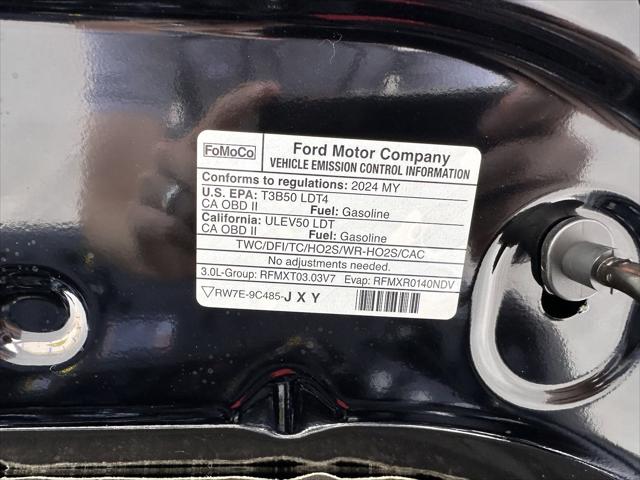 FoMoCo
Ford Motor Company
VEHICLE EMISSION CONTROL INFORMATION
Conforms to regulations: 2024 MY
U.S. EPA: T3B50 LDT4
CA OBD II Fuel: Gasoline
California: ULEV50 LDT
CA OBD II Fuel: Gasoline
TWC/DFI/TC/HO2S/WR-HO2S/CAC
No adjustments needed.
3.0L-Group: RFMXT03.03V7 Evap: RFMXR0140NDV
RW7E-9C485-JXY